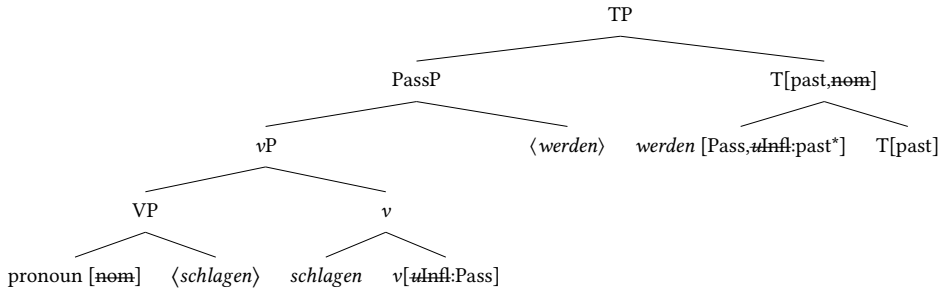 TP
PassP T[past,nom]
vP ⟨werden⟩ werden [Pass,uInfl:past*] T[past]
VP v
pronoun [nom] ⟨schlagen⟩ schlagen v[uInfl:Pass]